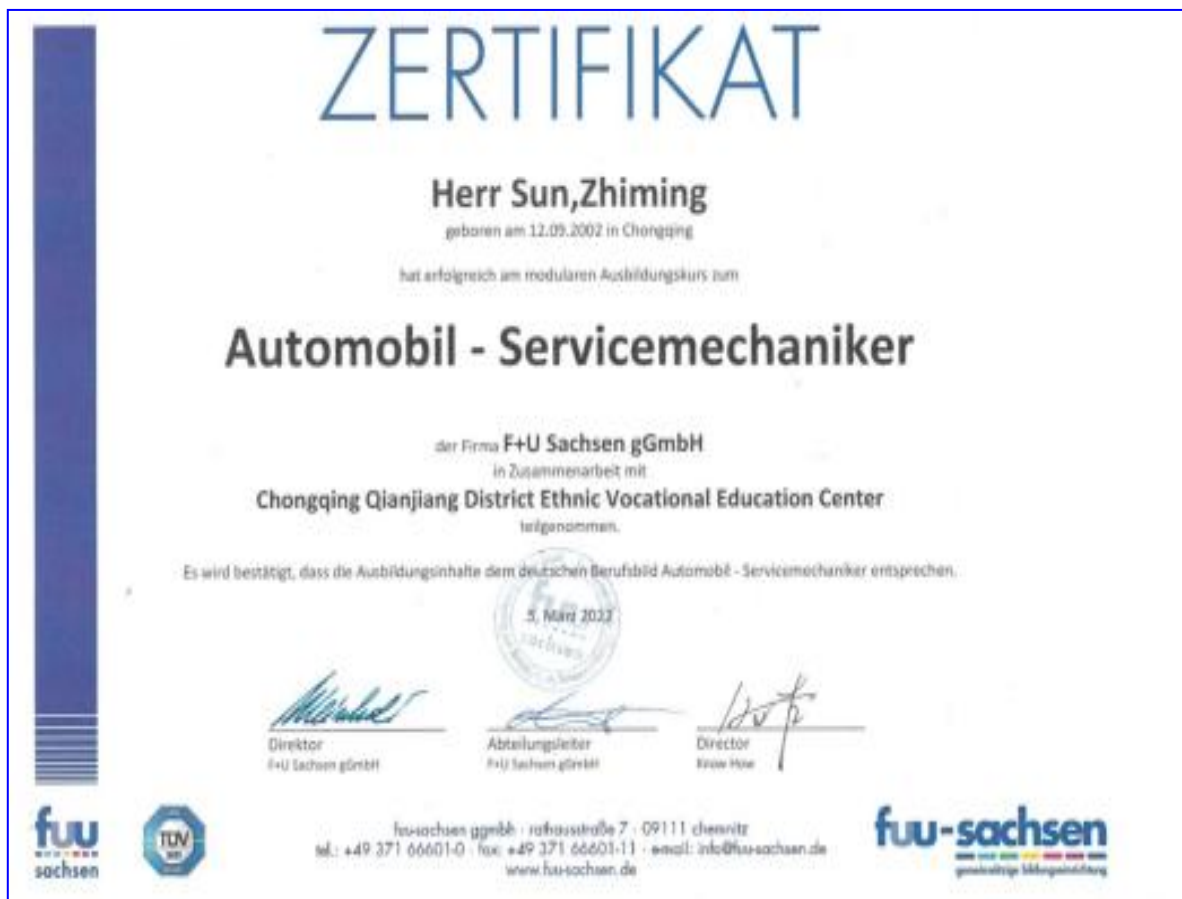 ZERTIFIKAT
Herr Sun,Zhiming
geboren am 12.09.2002 in Chongqing
hat erfolgreich am modularen Ausbildungskurs zum
Automobil - Servicemechaniker
der Firma F+U Sachsen gGmbH
in Zusammenarbeit mit
Chongqing Qianjiang District Ethnic Vocational Education Center
teilgenommen.
Es wird bestätigt, dass die Ausbildungsinhalte dem deutschen Berufsbild Automobil - Servicemechaniker entsprechen.
fuu
5. März 2022
sachsen
Direktor
F+U Sachsen gGmbH
Abteilungsleiter
F+U Sachsen gGmbH
Director
Know How
fuu
sachsen
TÜV
fuu-sachsen ggmbh · rathausstraße 7 · 09111 chemnitz
tel.: +49 371 66601-0 · fax: +49 371 66601-11 · email: info@fuu-sachsen.de
www.fuu-sachsen.de
fuu-sachsen
gemeinnützige bildungseinrichtung